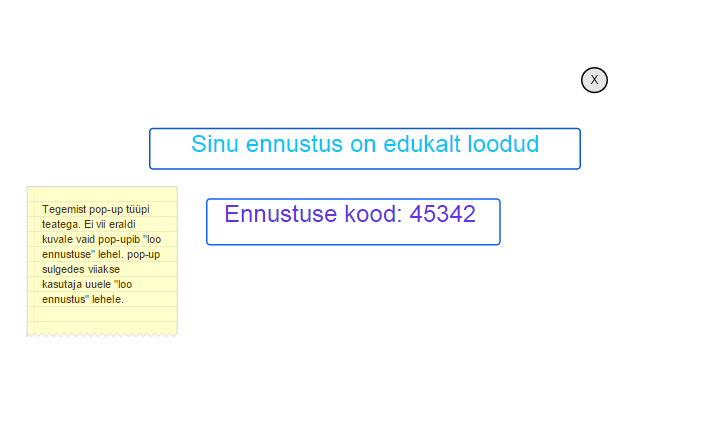 X
Sinu ennustus on edukalt loodud
Ennustuse kood: 45342
Tegemist pop-up tüüpi
teatega. Ei vii eraldi
kuvale vaid pop-upib "loo
ennustuse" lehel. pop-up
sulgedes viiakse
kasutaja uuele "loo
ennustus" lehele.